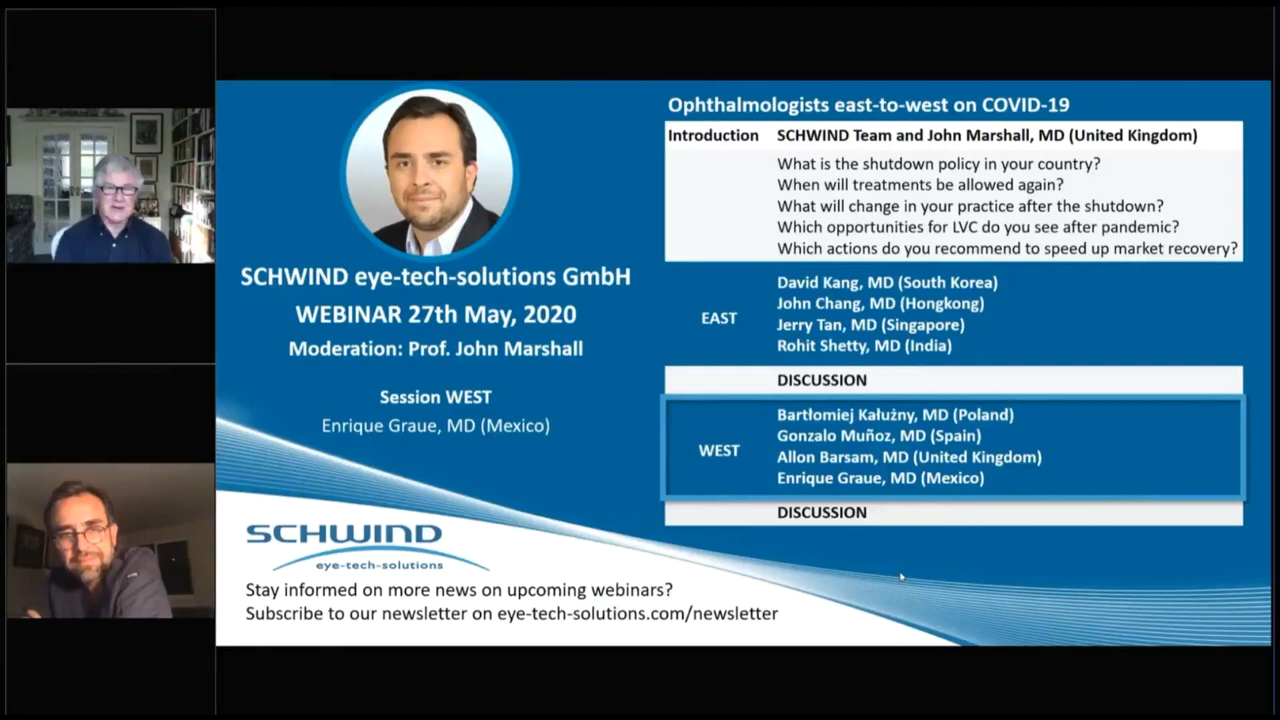 SCHWIND eye-tech-solutions GmbH
WEBINAR 27th May, 2020
Moderation: Prof. John Marshall
Session WEST
Enrique Graue, MD (Mexico)
SCHWIND
eye-tech-solutions
Stay informed on more news on upcoming webinars?
Subscribe to our newsletter on eye-tech-solutions.com/newsletter
Ophthalmologists east-to-west on COVID-19
Introduction SCHWIND Team and John Marshall, MD (United Kingdom)
What is the shutdown policy in your country?
When will treatments be allowed again?
What will change in your practice after the shutdown?
Which opportunities for LVC do you see after pandemic?
Which actions do you recommend to speed up market recovery?
EAST
David Kang, MD (South Korea)
John Chang, MD (Hongkong)
Jerry Tan, MD (Singapore)
Rohit Shetty, MD (India)
DISCUSSION
WEST
Bartłomiej Kałużny, MD (Poland)
Gonzalo Muñoz, MD (Spain)
Allon Barsam, MD (United Kingdom)
Enrique Graue, MD (Mexico)
DISCUSSION